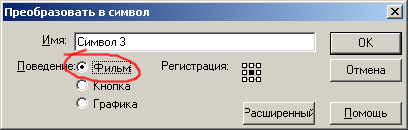 Преобразовать в символ
Имя: Символ 3 OK
Поведение: Фильм Регистрация: Отмена
Кнопка
Графика Расширенный Помощь